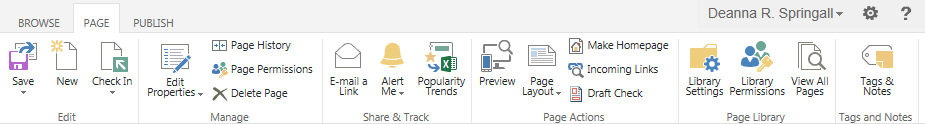 BROWSE PAGE PUBLISH Deanna R. Springall ?
Save
New
Check In
Edit
Edit
Properties
Page History
Page Permissions
Delete Page
Manage
E-mail a
Link
Alert
Me
Popularity
Trends
Share & Track
Preview
Page
Layout
Make Homepage
Incoming Links
Draft Check
Page Actions
Library
Settings
Library
Permissions
View All
Pages
Page Library
Tags &
Notes
Tags and Notes